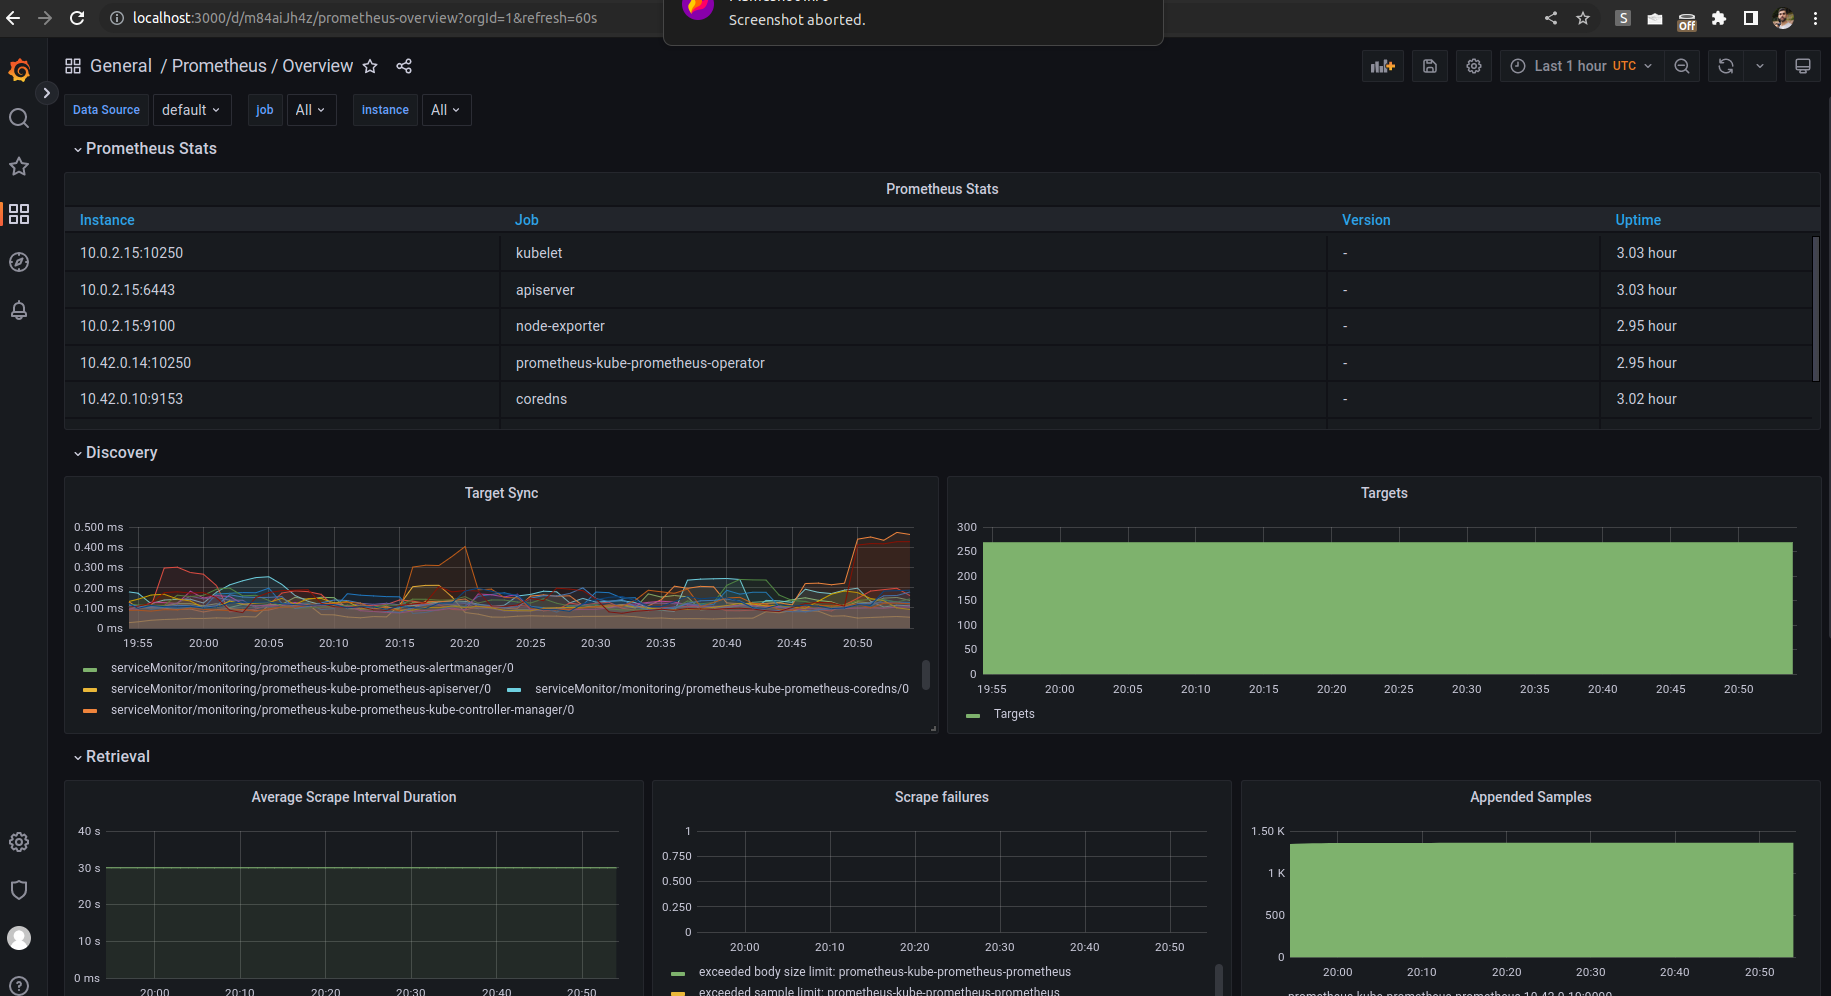 localhost:3000/d/m84aiJh4z/prometheus-overview?orgId=1&refresh=60s
Screenshot aborted.
S
Off
General / Prometheus / Overview
Last 1 hour UTC
Data Source default job All instance All
Prometheus Stats
Prometheus Stats
Instance Job Version Uptime
10.0.2.15:10250 kubelet - 3.03 hour
10.0.2.15:6443 apiserver - 3.03 hour
10.0.2.15:9100 node-exporter - 2.95 hour
10.42.0.14:10250 prometheus-kube-prometheus-operator - 2.95 hour
10.42.0.10:9153 coredns - 3.02 hour
Discovery
Target Sync
0.500 ms
0.400 ms
0.300 ms
0.200 ms
0.100 ms
0 ms
19:55 20:00 20:05 20:10 20:15 20:20 20:25 20:30 20:35 20:40 20:45 20:50
serviceMonitor/monitoring/prometheus-kube-prometheus-alertmanager/0
serviceMonitor/monitoring/prometheus-kube-prometheus-apiserver/0 serviceMonitor/monitoring/prometheus-kube-prometheus-coredns/0
serviceMonitor/monitoring/prometheus-kube-prometheus-kube-controller-manager/0
Targets
300
250
200
150
100
50
0
19:55 20:00 20:05 20:10 20:15 20:20 20:25 20:30 20:35 20:40 20:45 20:50
Targets
Retrieval
Average Scrape Interval Duration
40 s
30 s
20 s
10 s
0 ms
20:00 20:10 20:20 20:30 20:40 20:50
Scrape failures
1
0.750
0.500
0.250
0
20:00 20:10 20:20 20:30 20:40 20:50
exceeded body size limit: prometheus-kube-prometheus-prometheus
exceeded sample limit: prometheus-kube-prometheus-prometheus
Appended Samples
1.50 K
1 K
500
0
20:00 20:10 20:20 20:30 20:40 20:50